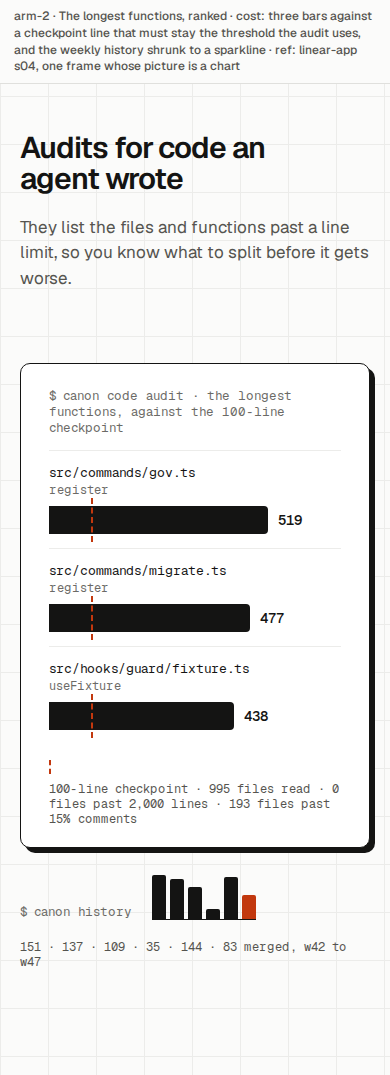 arm-2 · The longest functions, ranked · cost: three bars against
a checkpoint line that must stay the threshold the audit uses,
and the weekly history shrunk to a sparkline · ref: linear-app
s04, one frame whose picture is a chart
Audits for code an
agent wrote
They list the files and functions past a line
limit, so you know what to split before it gets
worse.
$ canon code audit · the longest
functions, against the 100-line
checkpoint
src/commands/gov.ts
register
519
src/commands/migrate.ts
register
477
src/hooks/guard/fixture.ts
useFixture
438
100-line checkpoint · 995 files read · 0
files past 2,000 lines · 193 files past
15% comments
$ canon history
151 · 137 · 109 · 35 · 144 · 83 merged, w42 to
w47